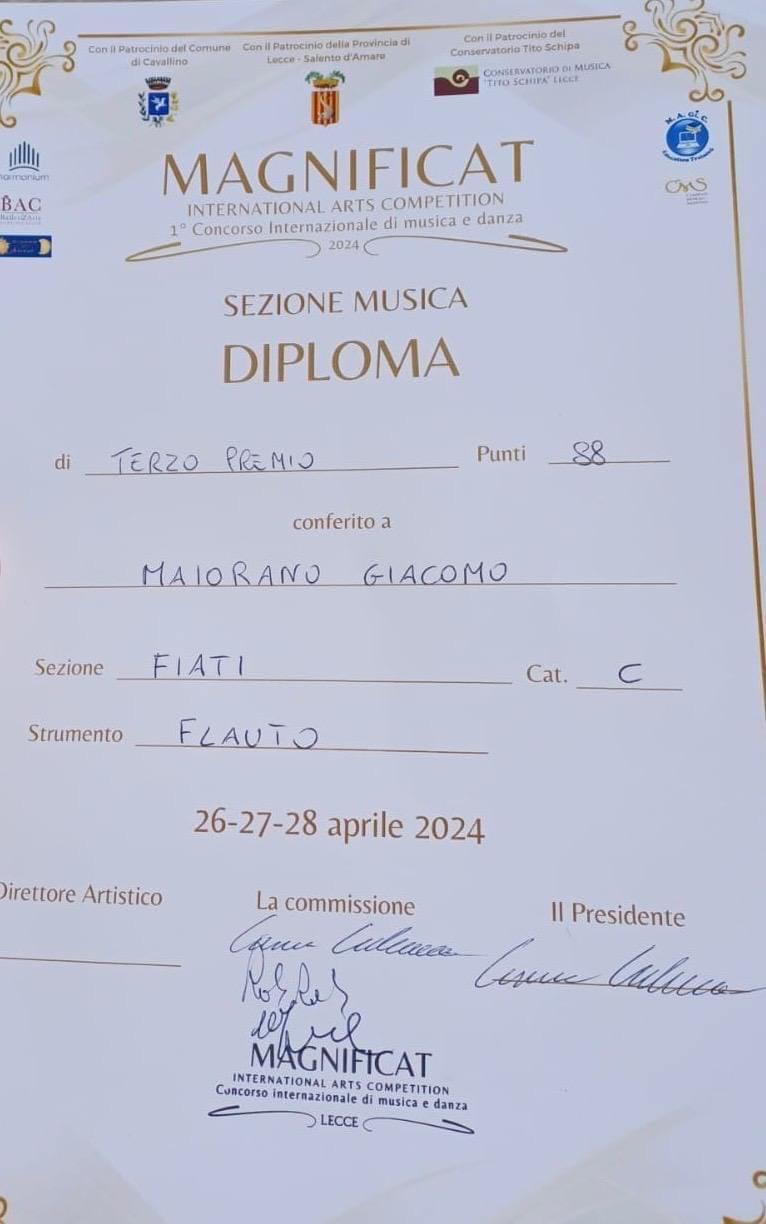 Con il Patrocinio del Comune
di Cavallino
Con il Patrocinio della Provincia di
Lecce - Salento d'Amare
Con il Patrocinio del
Conservatorio Tito Schipa
CONSERVATORIO DI MUSICA
"TITO SCHIPA" LECCE
M. A. GI. C.
harmonium
BAC
CMS
MAGNIFICAT
INTERNATIONAL ARTS COMPETITION
1° Concorso Internazionale di musica e danza
2024
SEZIONE MUSICA
DIPLOMA
di TERZO PREMIO Punti 88
conferito a
MAIORANO GIACOMO
Sezione FIATI Cat. C
Strumento FLAUTO
26-27-28 aprile 2024
Direttore Artistico
La commissione
Il Presidente
MAGNIFICAT
INTERNATIONAL ARTS COMPETITION
Concorso internazionale di musica e danza
LECCE